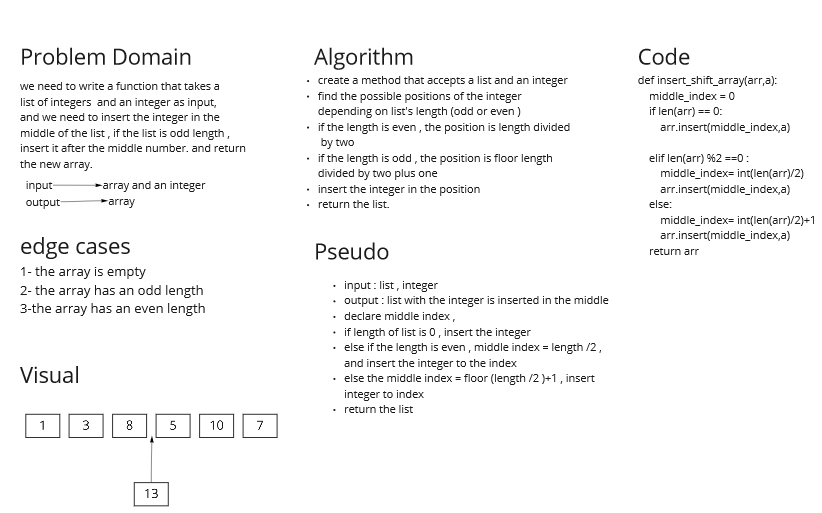 Problem Domain
we need to write a function that takes a
list of integers and an integer as input,
and we need to insert the integer in the
middle of the list , if the list is odd length ,
insert it after the middle number. and return
the new array.
input array and an integer
output array
edge cases
1- the array is empty
2- the array has an odd length
3-the array has an even length
Visual
1 3 8 5 10 7
13
Algorithm
· create a method that accepts a list and an integer
· find the possible positions of the integer
depending on list's length (odd or even )
· if the length is even , the position is length divided
by two
· if the length is odd , the position is floor length
divided by two plus one
· insert the integer in the position
· return the list.
Pseudo
· input : list , integer
· output : list with the integer is inserted in the middle
· declare middle index ,
· if length of list is 0 , insert the integer
· else if the length is even , middle index = length /2 ,
and insert the integer to the index
· else the middle index = floor (length /2 )+1 , insert
integer to index
· return the list
Code
def insert_shift_array(arr,a):
middle_index = 0
if len(arr) == 0:
arr.insert(middle_index,a)
elif len(arr) %2 ==0 :
middle_index= int(len(arr)/2)
arr.insert(middle_index,a)
else:
middle_index= int(len(arr)/2)+1
arr.insert(middle_index,a)
return arr